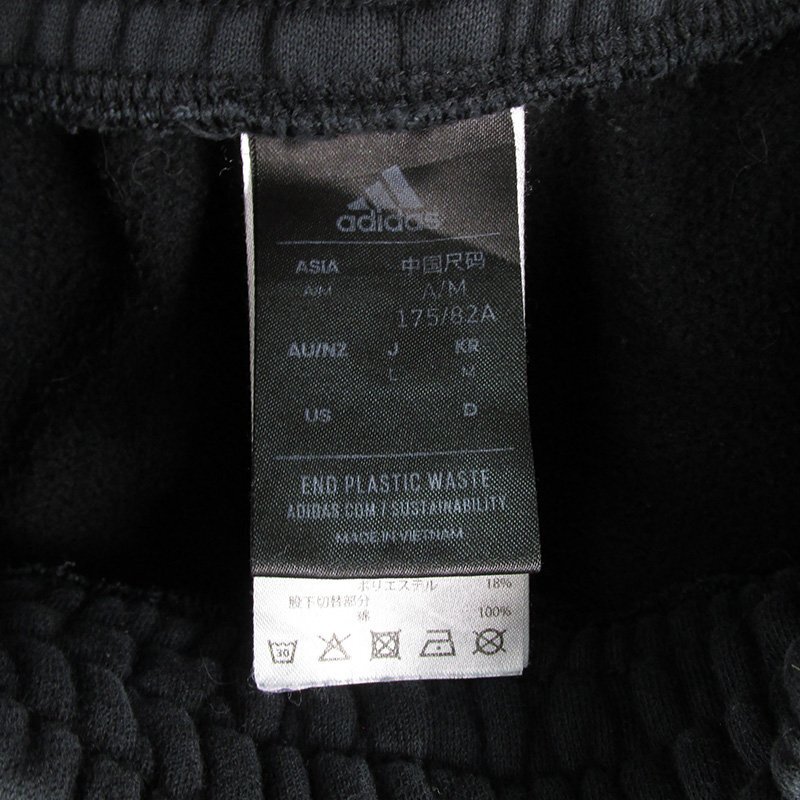 adidas
ASIA 中国尺码
A/M A/M
175/82A
AU/NZ J KR
L M
US D
END PLASTIC WASTE
ADIDAS.COM / SUSTAINABILITY
MADE IN VIETNAM
ポリエステル 18%
股下切替部分
綿 100%
30